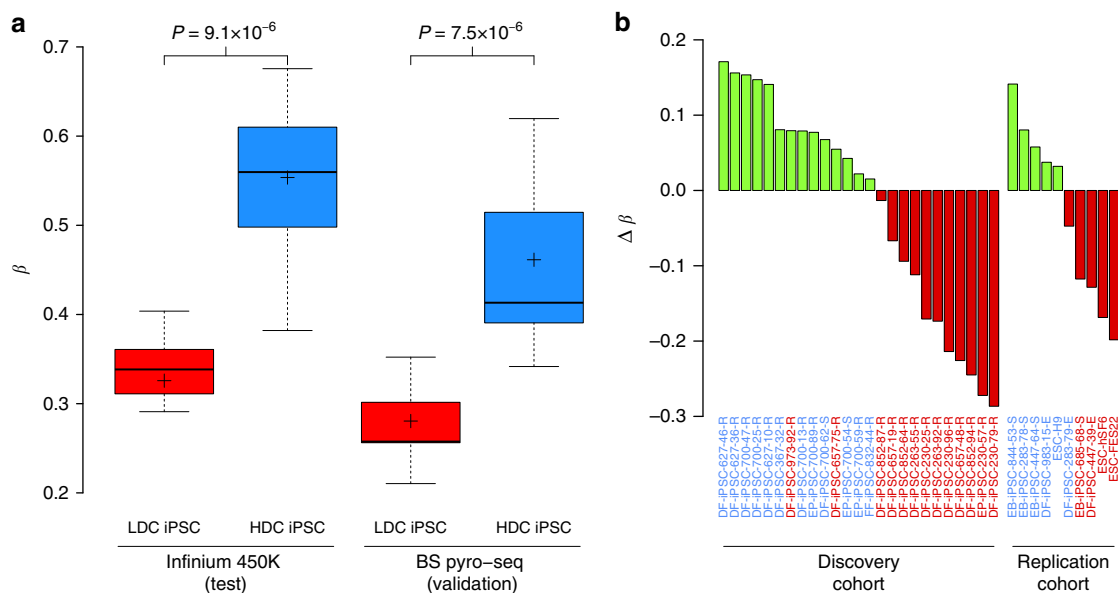 a
P = 9.1×10⁻⁶
P = 7.5×10⁻⁶
0.7
0.6
0.5
0.4
0.3
0.2
β
LDC iPSC
HDC iPSC
LDC iPSC
HDC iPSC
Infinium 450K
(test)
BS pyro–seq
(validation)
b
0.2
0.1
0.0
–0.1
–0.2
–0.3
Δ β
DF-iPSC-627-46-R
DF-iPSC-627-36-R
DF-iPSC-700-47-R
DF-iPSC-700-25-R
DF-iPSC-627-10-R
DF-iPSC-367-32-R
DF-iPSC-973-92-R
DF-iPSC-700-13-R
EP-iPSC-700-89-R
DF-iPSC-700-62-S
DF-iPSC-657-75-R
EP-iPSC-700-54-S
EP-iPSC-700-59-R
FF-iPSC-832-44-R
DF-iPSC-852-87-R
DF-iPSC-657-19-R
DF-iPSC-852-64-R
DF-iPSC-263-55-R
DF-iPSC-230-25-R
DF-iPSC-263-92-R
DF-iPSC-230-96-R
DF-iPSC-657-48-R
DF-iPSC-852-94-R
EP-iPSC-230-57-R
DF-iPSC-230-79-R
EB-iPSC-844-53-S
EB-iPSC-283-78-S
EB-iPSC-447-64-S
DF-iPSC-983-15-E
ESC-H9
DF-iPSC-283-79-E
EB-iPSC-685-68-S
DF-iPSC-447-39-E
ESC-hSF6
ESC-FES22
Discovery
cohort
Replication
cohort